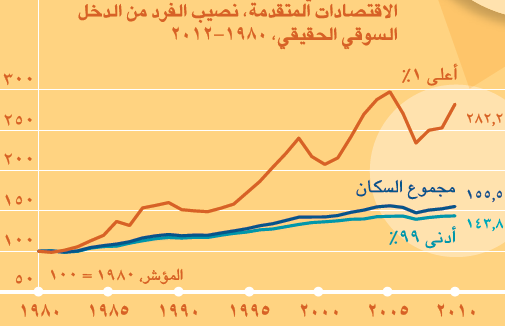 الاقتصادات المتقدمة، نصيب الفرد من الدخل
السوقي الحقيقي، ١٩٨٠–٢٠١٢
٣٠٠
٢٥٠
٢٠٠
١٥٠
١٠٠
٥٠
أعلى ١٪
٢٨٢,٢
مجموع السكان
١٥٥,٥
أدنى ٩٩٪
١٤٣,٨
المؤشر، ١٩٨٠ = ١٠٠
١٩٨٠ ١٩٨٥ ١٩٩٠ ١٩٩٥ ٢٠٠٠ ٢٠٠٥ ٢٠١٠